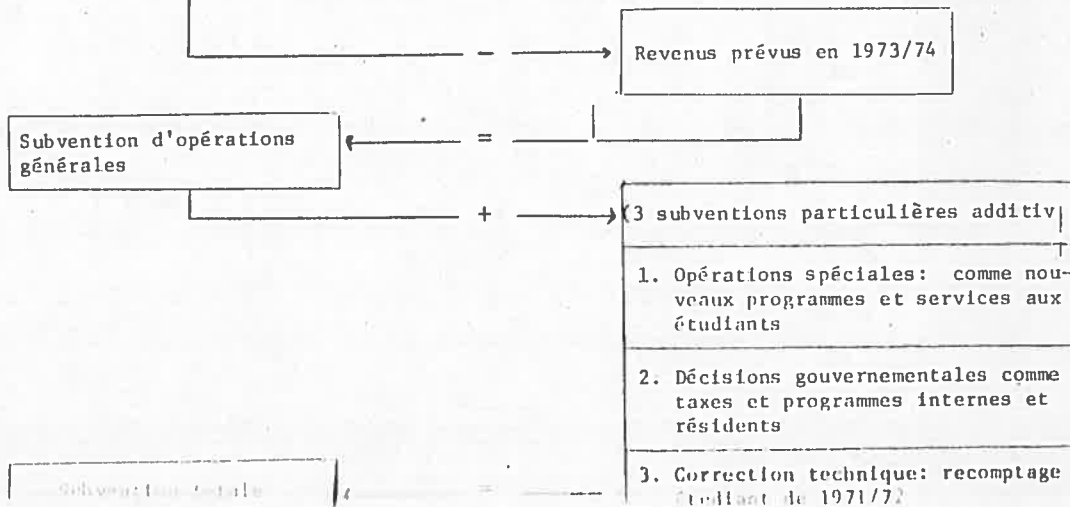 − Revenus prévus en 1973/74
Subvention d'opérations
générales
=
+
3 subventions particulières additiv
1. Opérations spéciales: comme nou-
veaux programmes et services aux
étudiants
2. Décisions gouvernementales comme
taxes et programmes internes et
résidents
3. Correction technique: recomptage
étudiant de 1971/72
Subvention totale
=